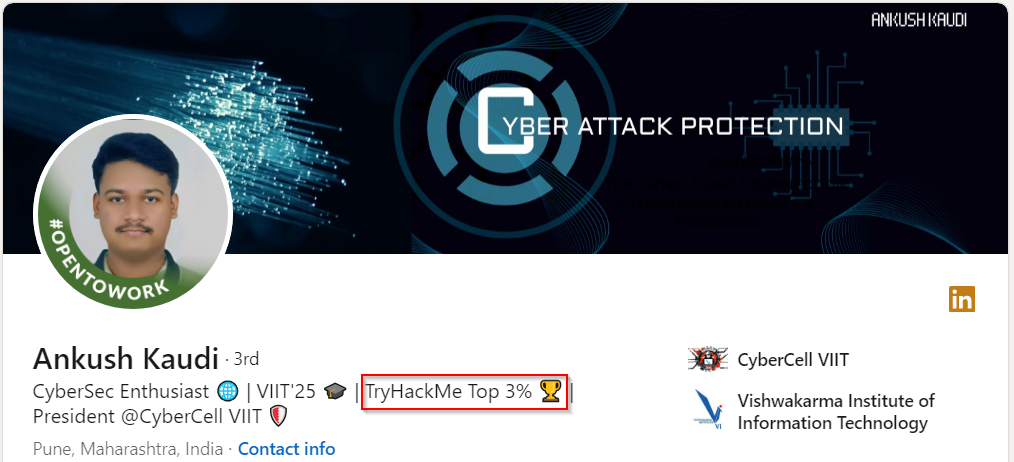 ANKUSH KAUDI
CYBER ATTACK PROTECTION
#OPENTOWORK
in
Ankush Kaudi · 3rd
CyberSec Enthusiast 🌐 | VIIT'25 🎓 | TryHackMe Top 3% 🏆 |
President @CyberCell VIIT 🛡️
Pune, Maharashtra, India · Contact info
CyberCell VIIT
Vishwakarma Institute of
Information Technology